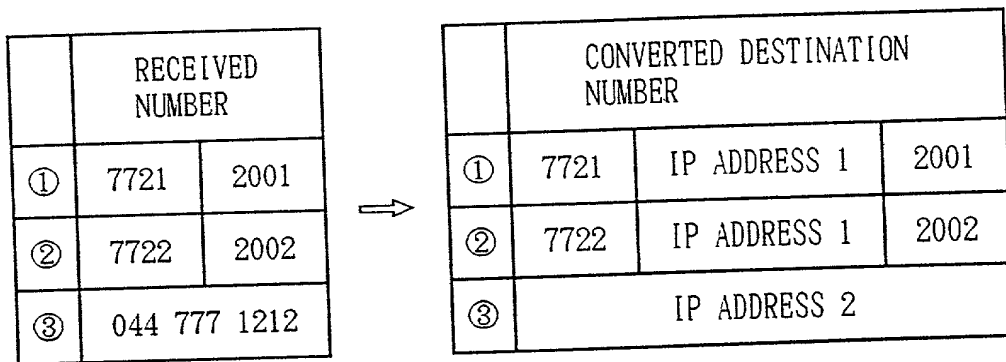 RECEIVED
NUMBER
① 7721 2001
② 7722 2002
③ 044 777 1212
CONVERTED DESTINATION
NUMBER
① 7721 IP ADDRESS 1 2001
② 7722 IP ADDRESS 1 2002
③ IP ADDRESS 2